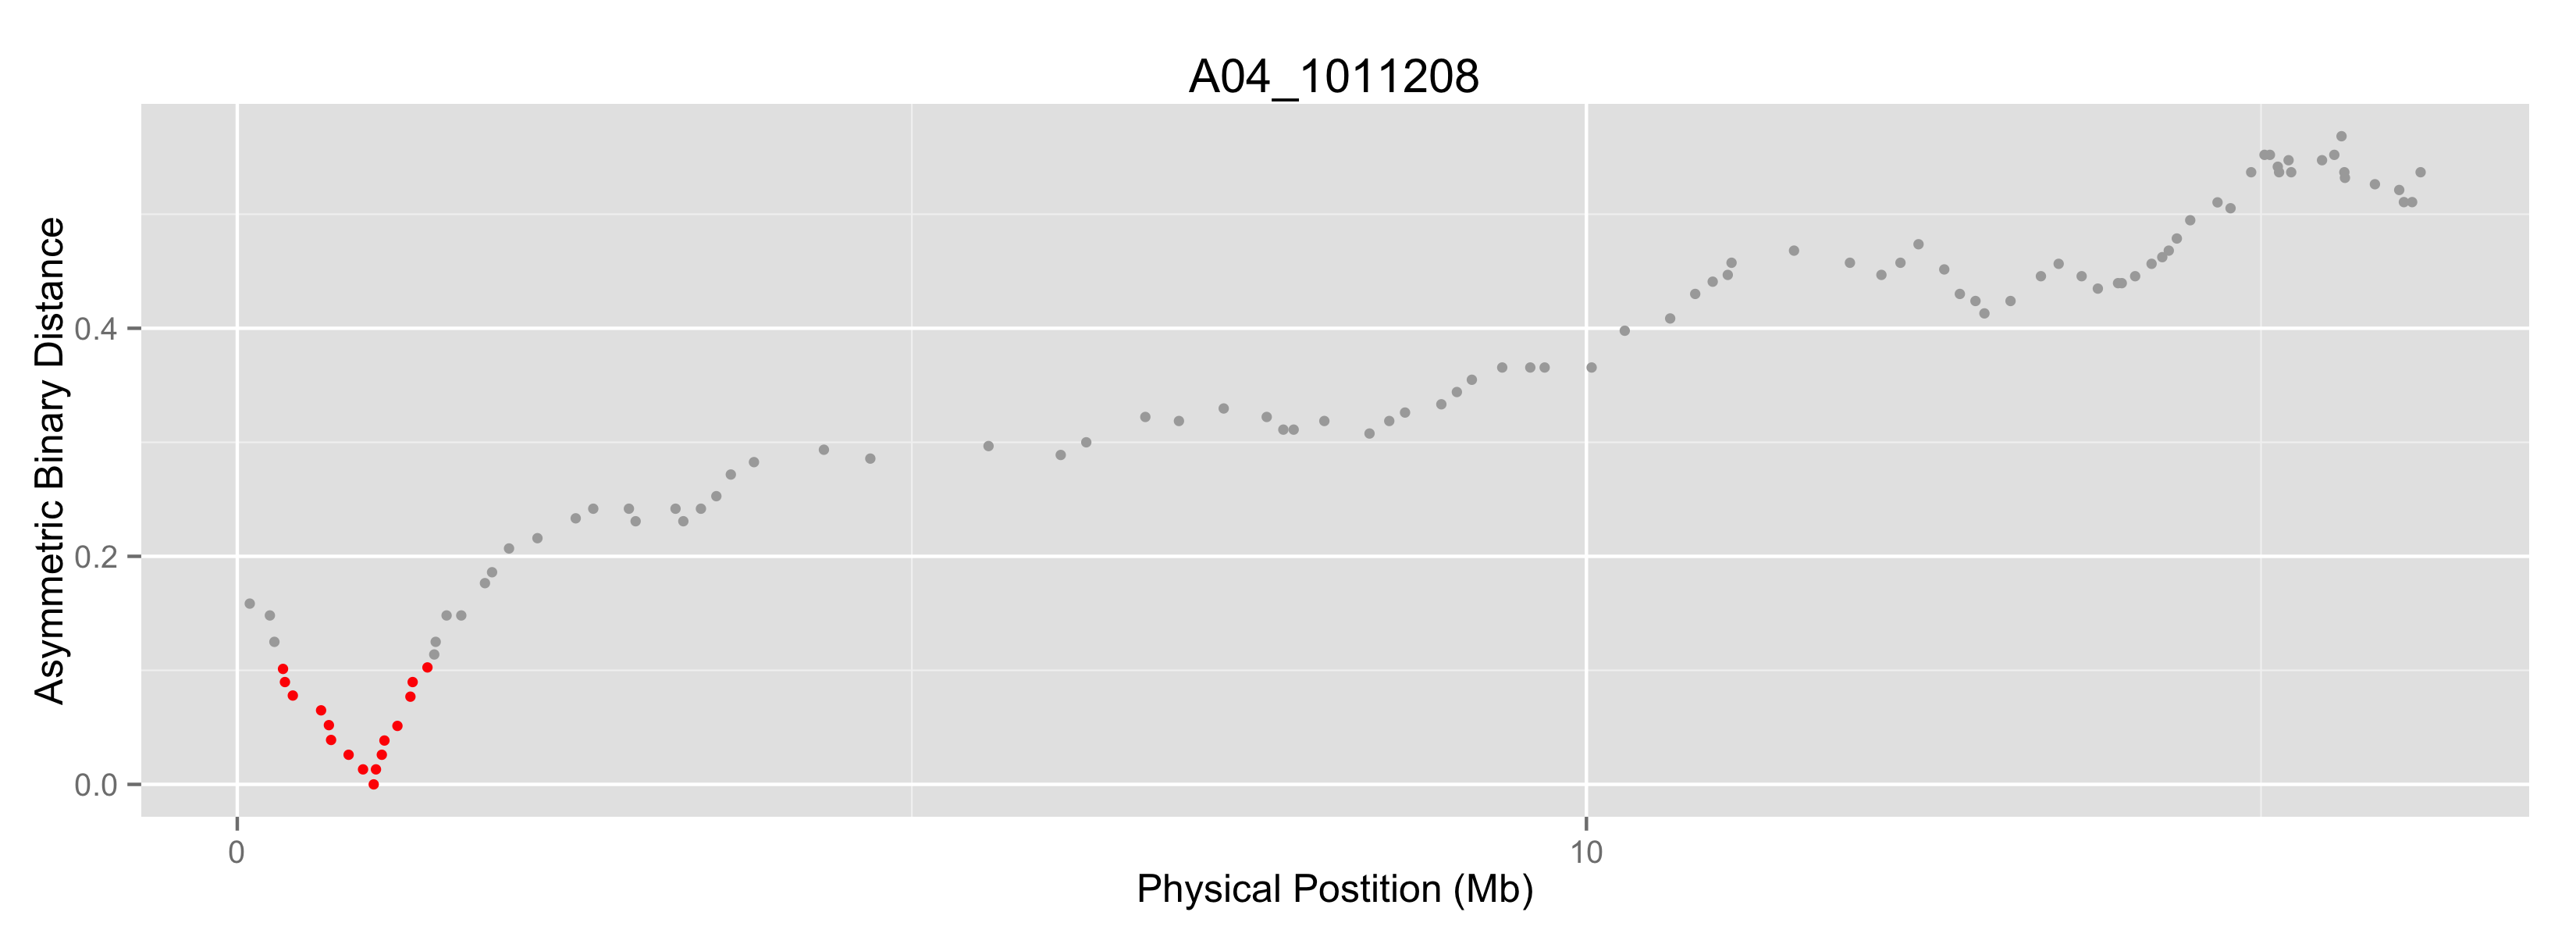 A04_1011208
Asymmetric Binary Distance
0.4
0.2
0.0
0
10
Physical Postition (Mb)